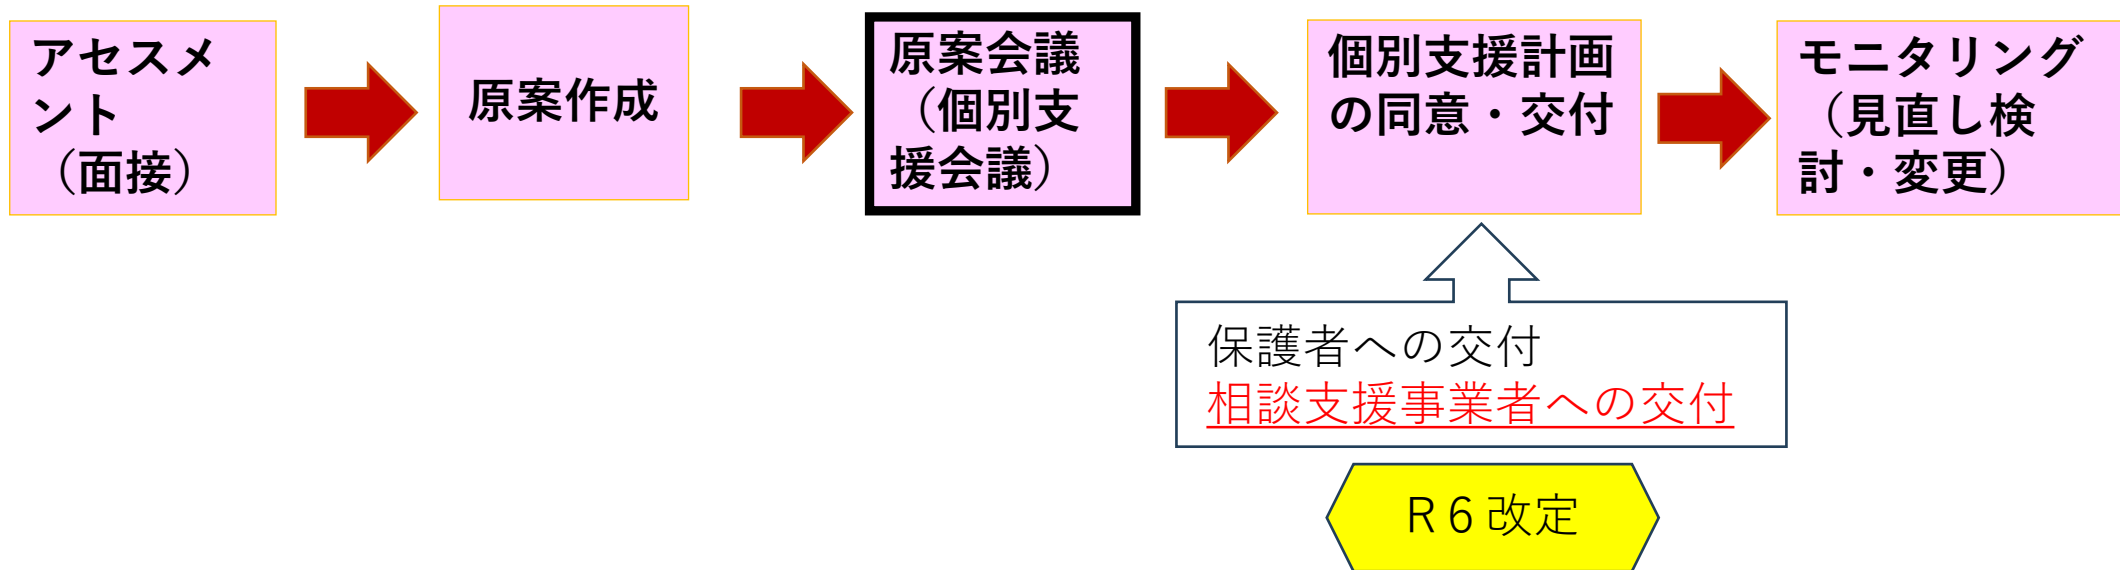 アセスメ
ント
（面接）
原案作成
原案会議
（個別支
援会議）
個別支援計画
の同意・交付
モニタリング
（見直し検
討・変更）
保護者への交付
相談支援事業者への交付
Ｒ６改定